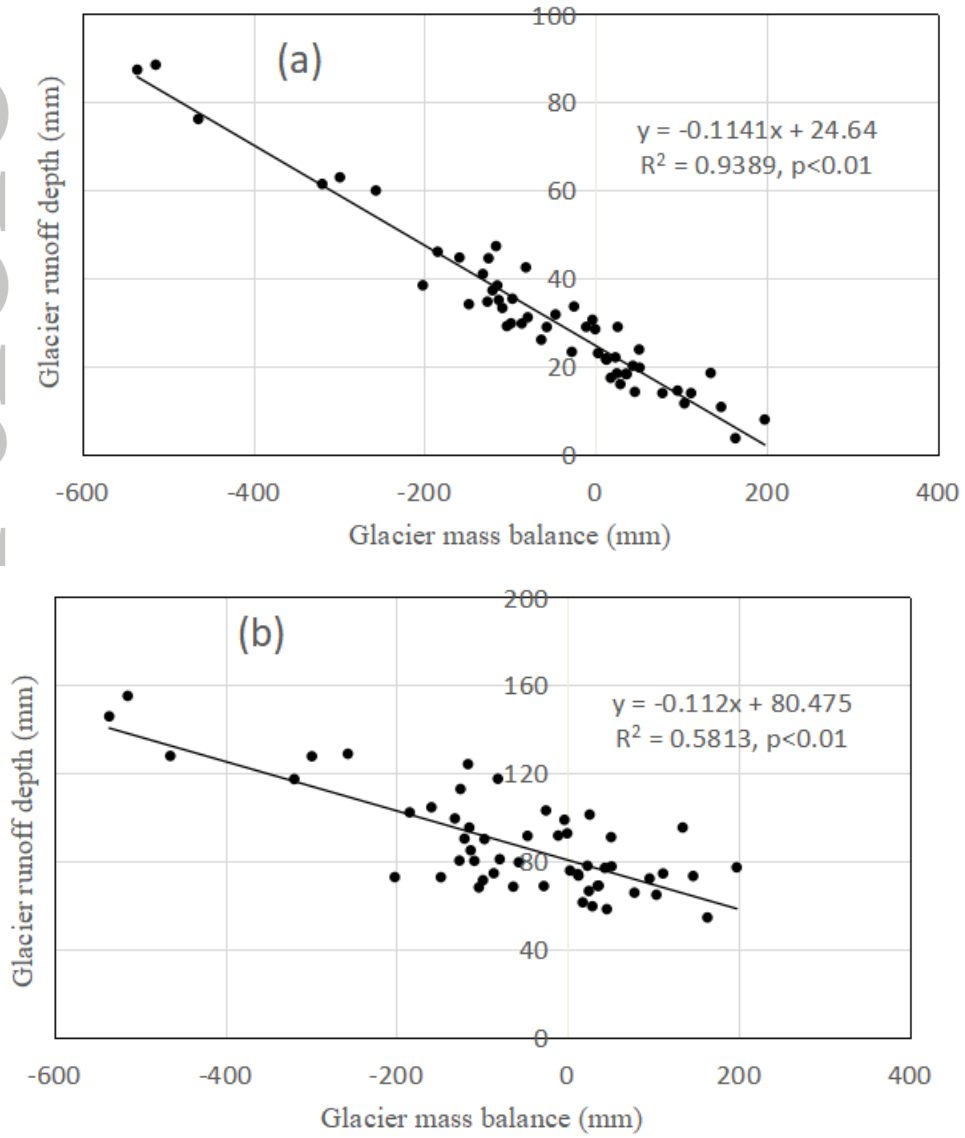 100
(a)
80
y = -0.1141x + 24.64
R² = 0.9389, p<0.01
60
40
20
0
Glacier runoff depth (mm)
-600 -400 -200 0 200 400
Glacier mass balance (mm)
200
(b)
160
y = -0.112x + 80.475
R² = 0.5813, p<0.01
120
80
40
0
Glacier runoff depth (mm)
-600 -400 -200 0 200 400
Glacier mass balance (mm)